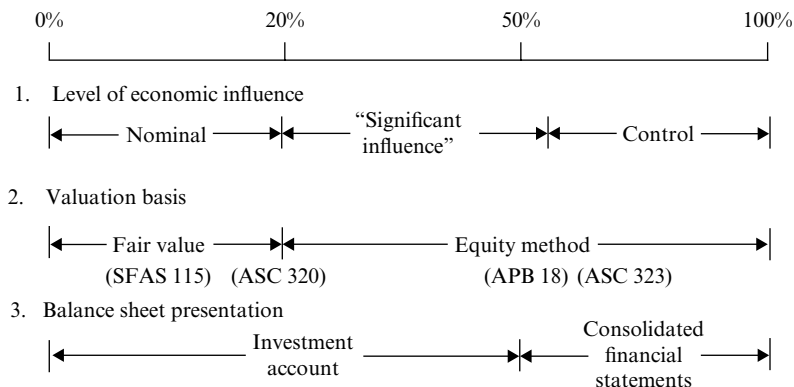 0% 20% 50% 100%
1. Level of economic influence
Nominal “Significant influence” Control
2. Valuation basis
Fair value Equity method
(SFAS 115) (ASC 320) (APB 18) (ASC 323)
3. Balance sheet presentation
Investment account Consolidated financial statements